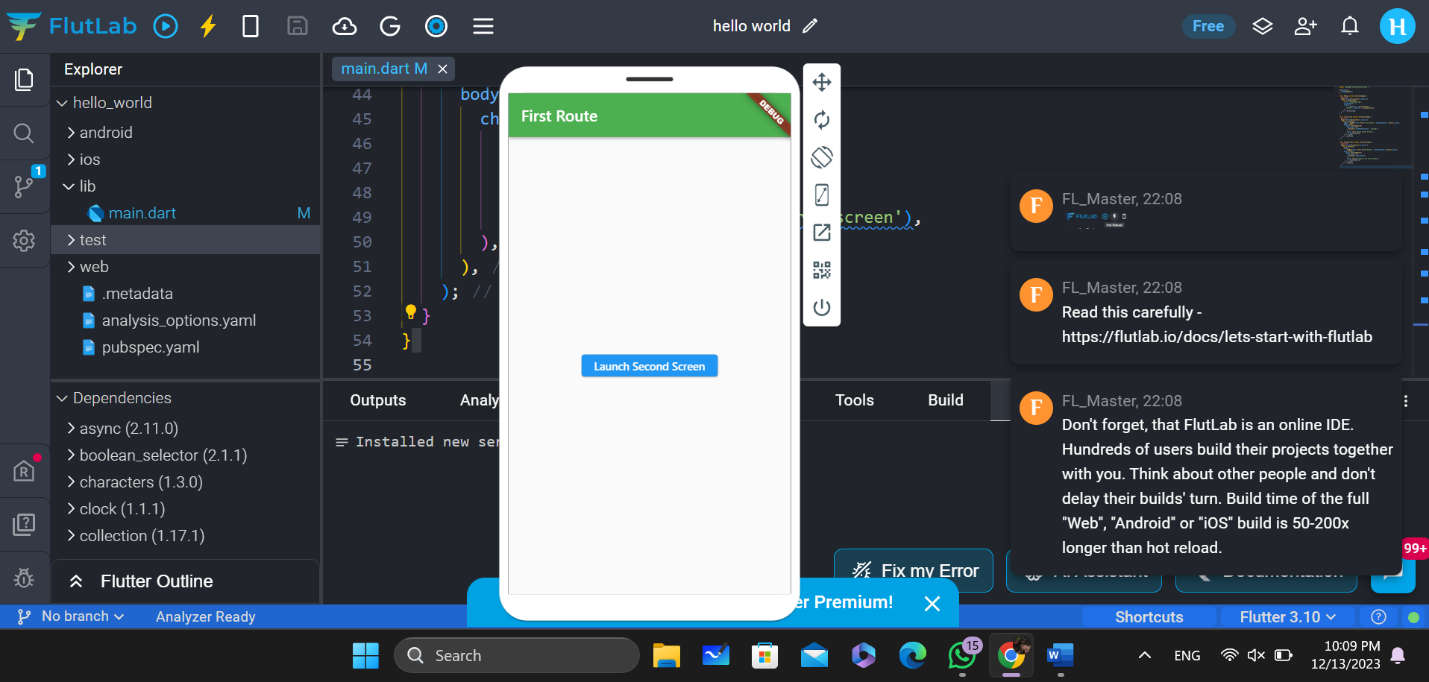 FlutLab
hello world
Free
H
Explorer
main.dart M
hello_world
android
ios
lib
main.dart M
test
web
.metadata
analysis_options.yaml
pubspec.yaml
1
Dependencies
async (2.11.0)
boolean_selector (2.1.1)
characters (1.3.0)
clock (1.1.1)
collection (1.17.1)
Flutter Outline
44 body
45 ch
46
47
48
49 screen'),
50 ),
51 ), /
52 ); //
53 }
54 }
55
First Route
DEBUG
Launch Second Screen
Outputs
Analy
Tools
Build
Installed new ser
F
FL_Master, 22:08
F
FL_Master, 22:08
Read this carefully -
https://flutlab.io/docs/lets-start-with-flutlab
F
FL_Master, 22:08
Don't forget, that FlutLab is an online IDE.
Hundreds of users build their projects together
with you. Think about other people and don't
delay their builds' turn. Build time of the full
"Web", "Android" or "iOS" build is 50-200x
longer than hot reload.
99+
Fix my Error
er Premium!
No branch
Analyzer Ready
Shortcuts
Flutter 3.10
Search
15
ENG
10:09 PM
12/13/2023